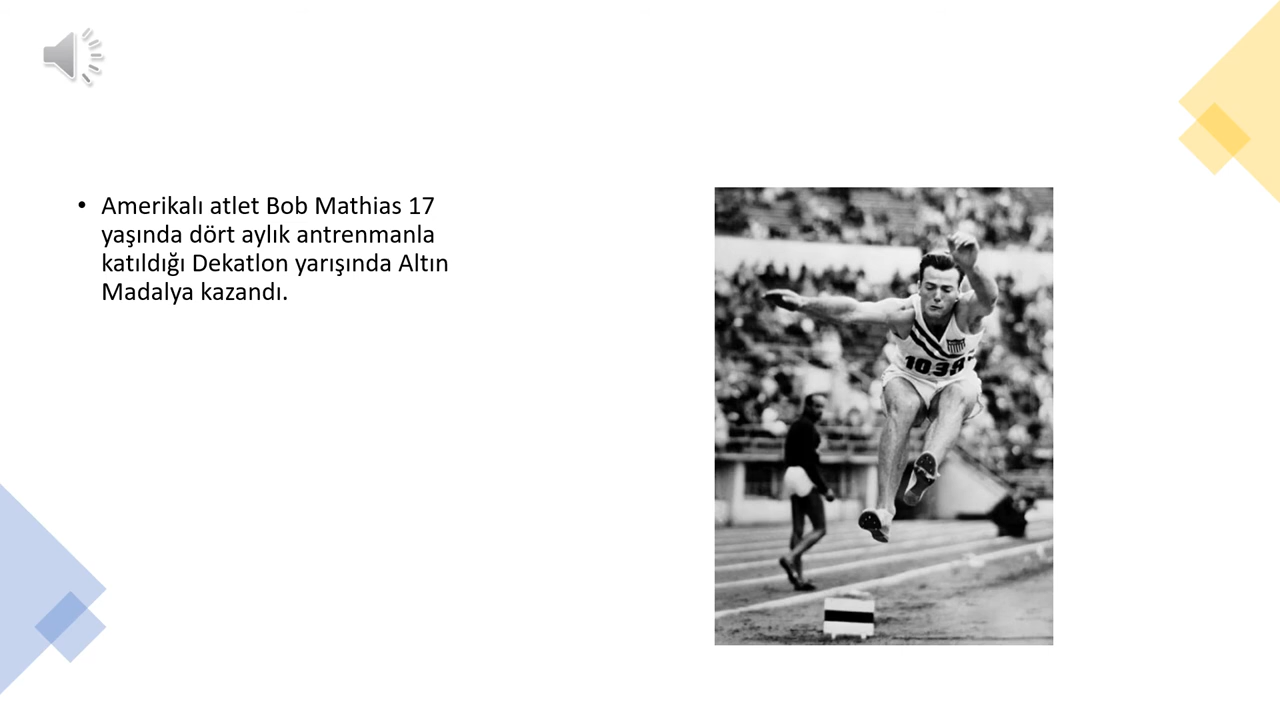 • Amerikalı atlet Bob Mathias 17
yaşında dört aylık antrenmanla
katıldığı Dekatlon yarışında Altın
Madalya kazandı.
1038